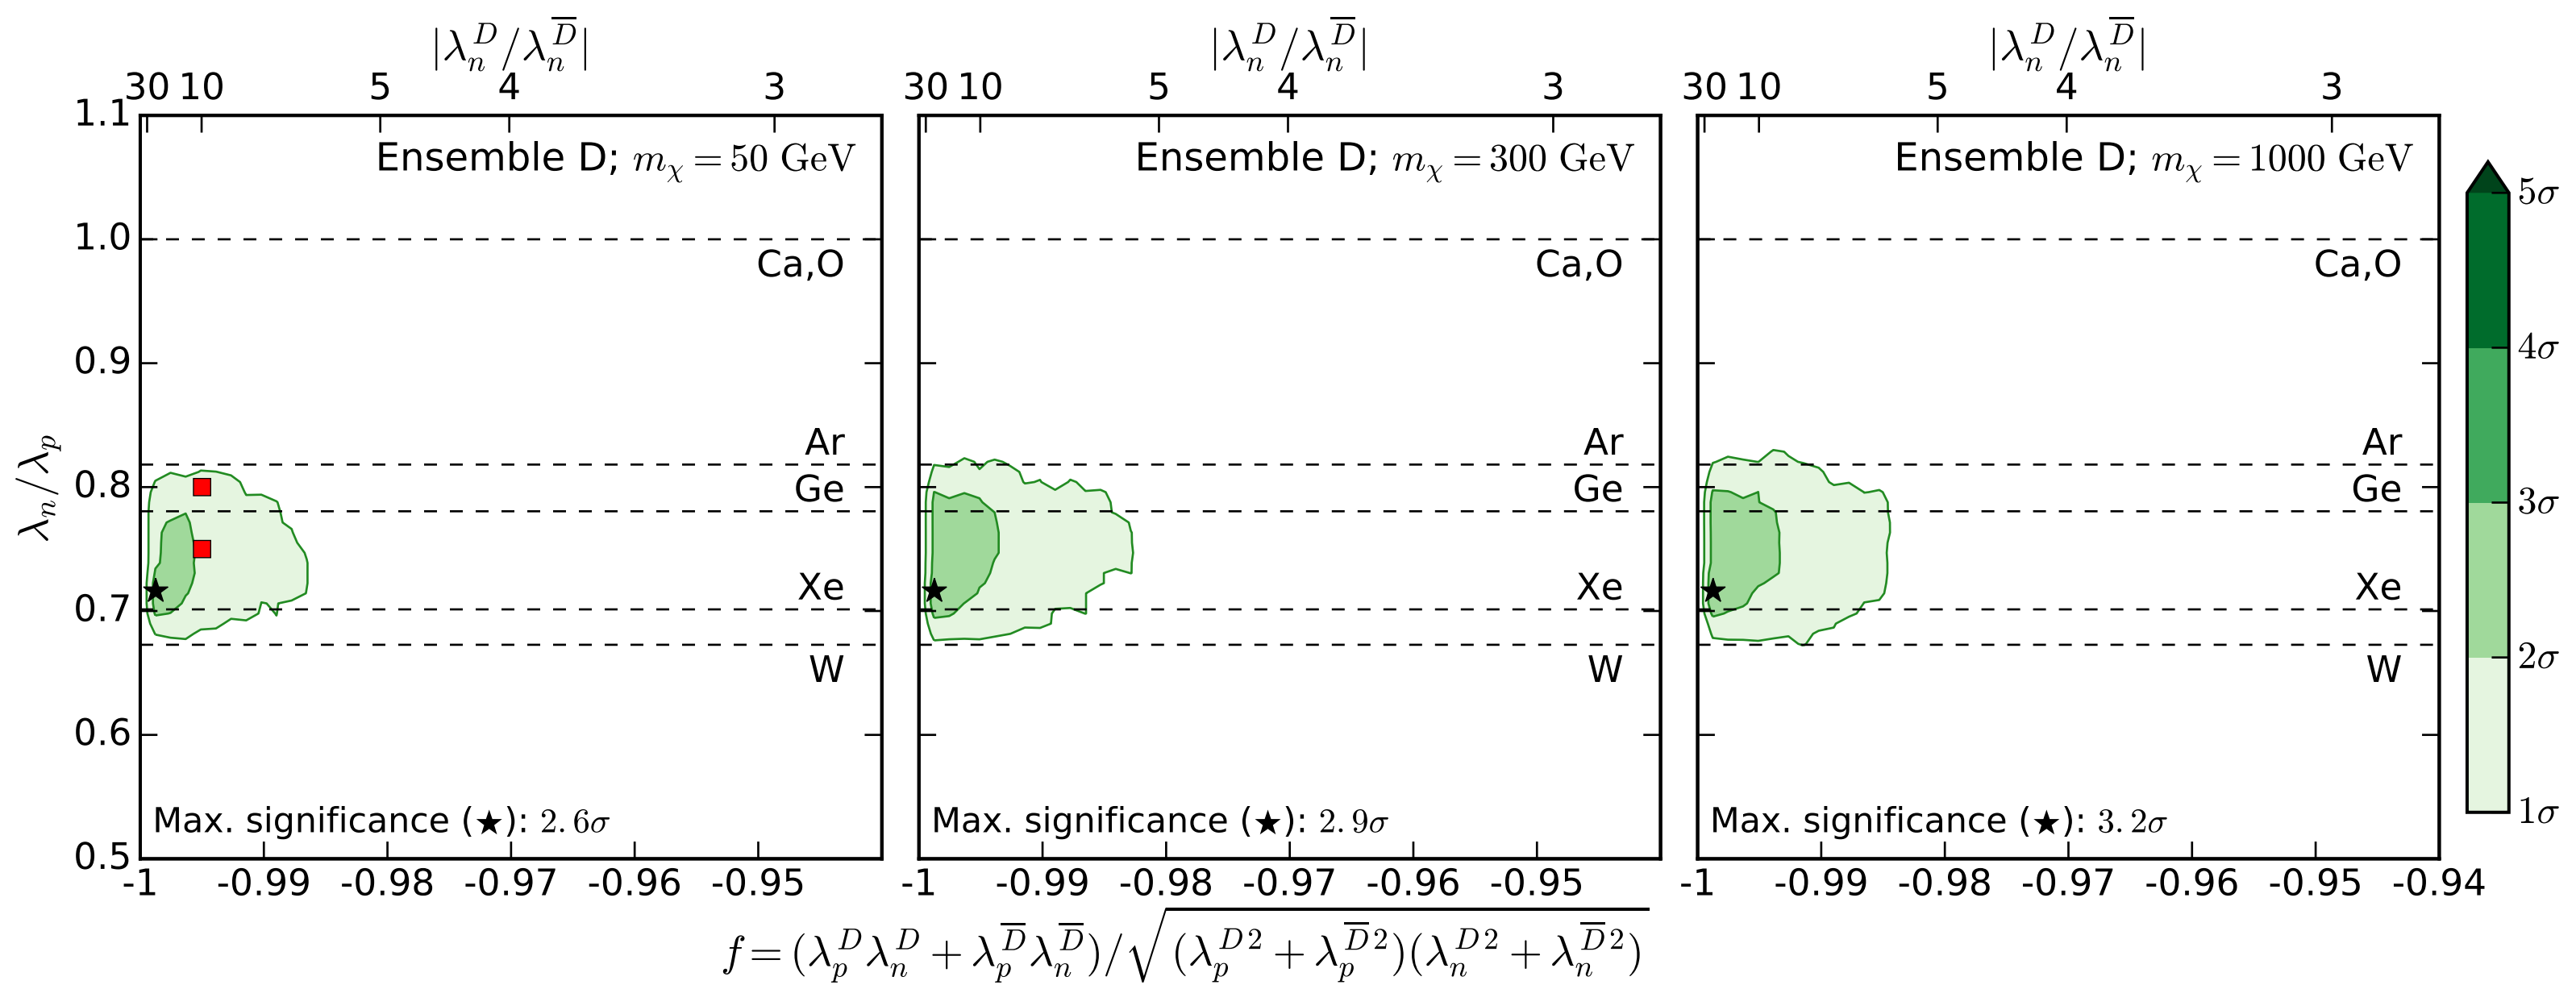 |λ_n^D/λ_n^D̅| |λ_n^D/λ_n^D̅| |λ_n^D/λ_n^D̅|
30 10 5 4 3 30 10 5 4 3 30 10 5 4 3
1.1
Ensemble D; m_χ = 50 GeV
Ensemble D; m_χ = 300 GeV
Ensemble D; m_χ = 1000 GeV
5σ
1.0
Ca,O Ca,O Ca,O
4σ
0.9
Ar Ar Ar
λ_n/λ_p
0.8
Ge Ge Ge
3σ
Xe Xe Xe
0.7
W W W
2σ
0.6
Max. significance (★): 2.6σ
Max. significance (★): 2.9σ
Max. significance (★): 3.2σ
1σ
0.5
-1 -0.99 -0.98 -0.97 -0.96 -0.95 -1 -0.99 -0.98 -0.97 -0.96 -0.95 -1 -0.99 -0.98 -0.97 -0.96 -0.95 -0.94
f = (λ_p^D λ_n^D + λ_p^D̅ λ_n^D̅)/√((λ_p^D2 + λ_p^D̅2)(λ_n^D2 + λ_n^D̅2))